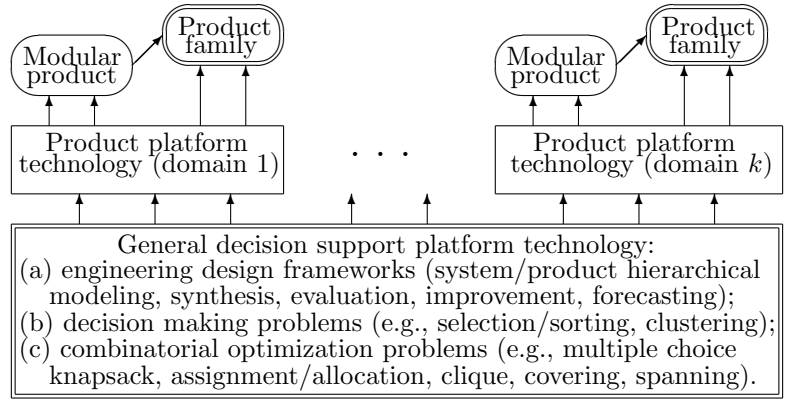 Product
family
Modular
product
Product
family
Modular
product
Product platform
technology (domain 1)
. . .
Product platform
technology (domain k)
General decision support platform technology:
(a) engineering design frameworks (system/product hierarchical
modeling, synthesis, evaluation, improvement, forecasting);
(b) decision making problems (e.g., selection/sorting, clustering);
(c) combinatorial optimization problems (e.g., multiple choice
knapsack, assignment/allocation, clique, covering, spanning).